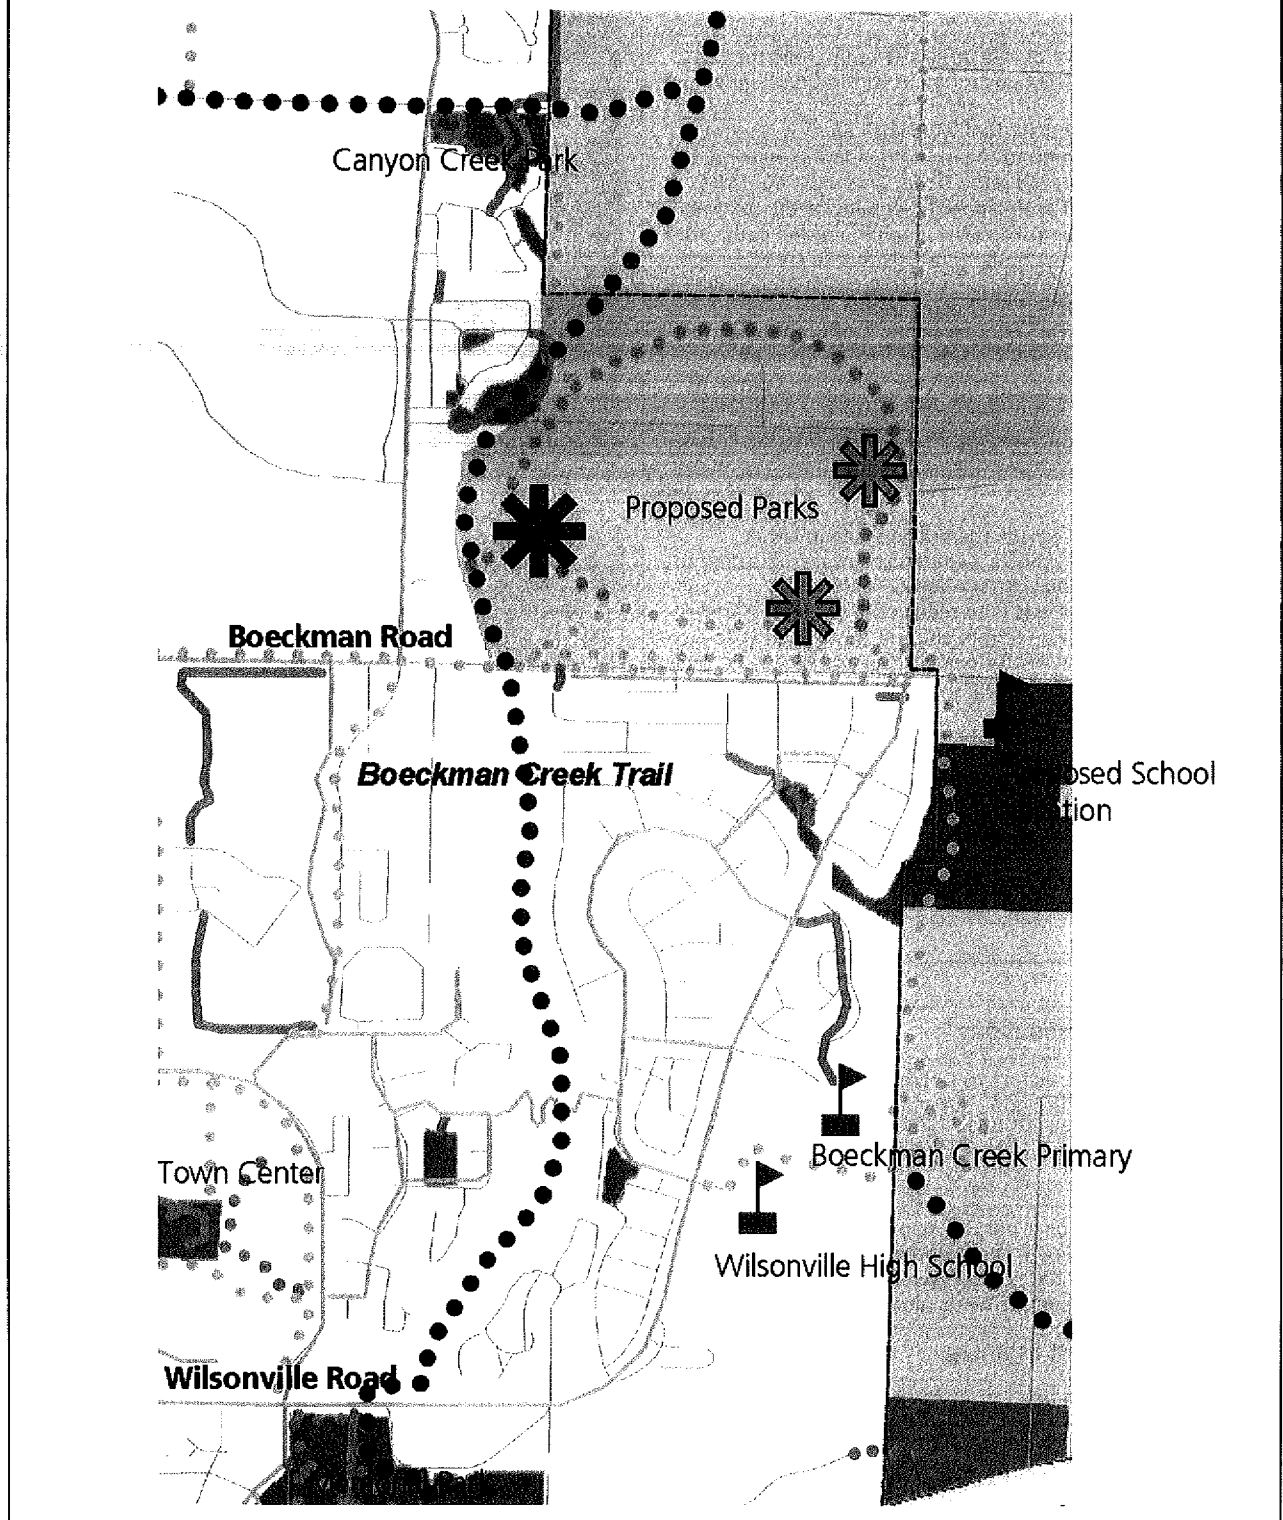 Canyon Creek Park
Proposed Parks
Boeckman Road
Boeckman Creek Trail
osed School
tion
Boeckman Creek Primary
Town Center
Wilsonville High School
Wilsonville Road